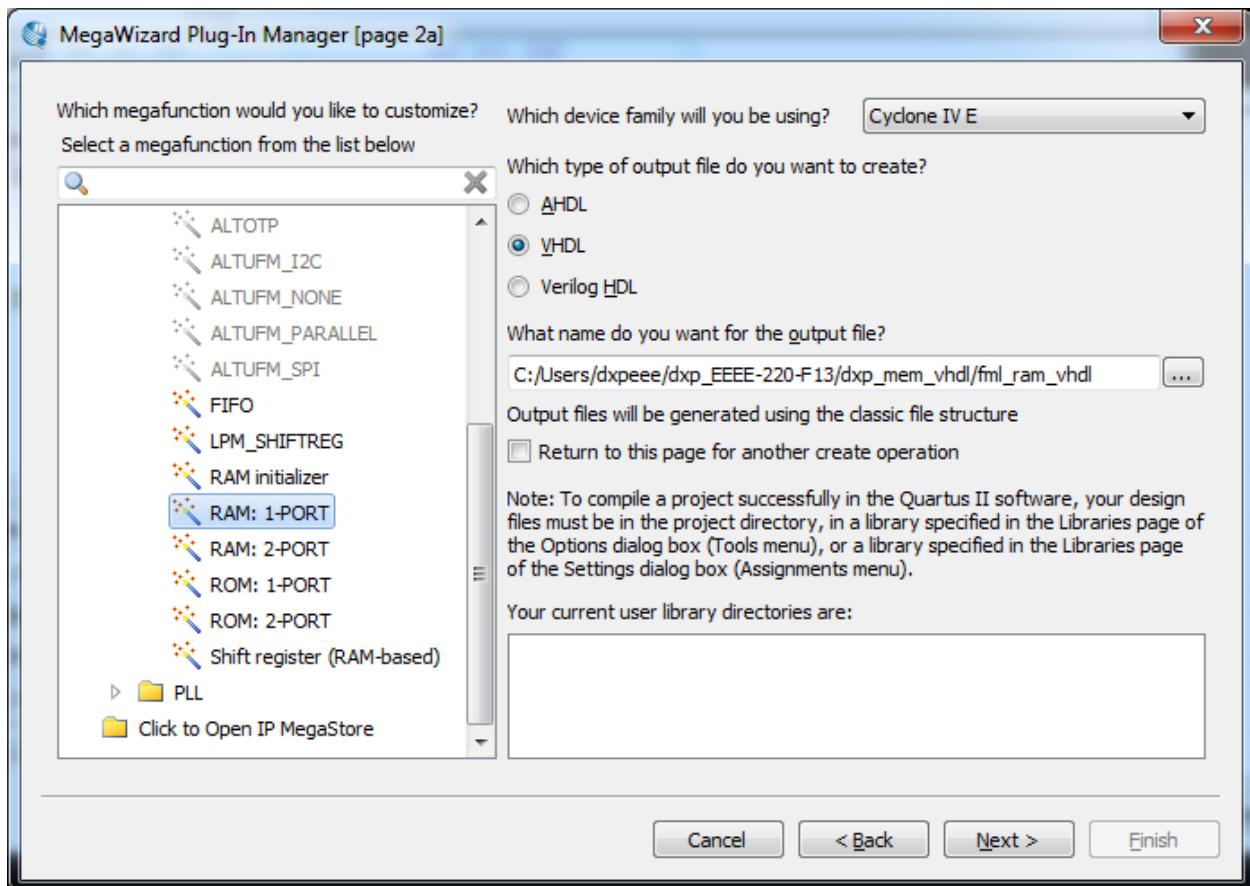 MegaWizard Plug-In Manager [page 2a]
Which megafunction would you like to customize?
Select a megafunction from the list below
ALTOTP
ALTUFM_I2C
ALTUFM_NONE
ALTUFM_PARALLEL
ALTUFM_SPI
FIFO
LPM_SHIFTREG
RAM initializer
RAM: 1-PORT
RAM: 2-PORT
ROM: 1-PORT
ROM: 2-PORT
Shift register (RAM-based)
PLL
Click to Open IP MegaStore
Which device family will you be using? Cyclone IV E
Which type of output file do you want to create?
AHDL
VHDL
Verilog HDL
What name do you want for the output file?
C:/Users/dxpeee/dxp_EEEE-220-F13/dxp_mem_vhdl/fml_ram_vhdl ...
Output files will be generated using the classic file structure
Return to this page for another create operation
Note: To compile a project successfully in the Quartus II software, your design
files must be in the project directory, in a library specified in the Libraries page of
the Options dialog box (Tools menu), or a library specified in the Libraries page
of the Settings dialog box (Assignments menu).
Your current user library directories are:
Cancel < Back Next > Finish